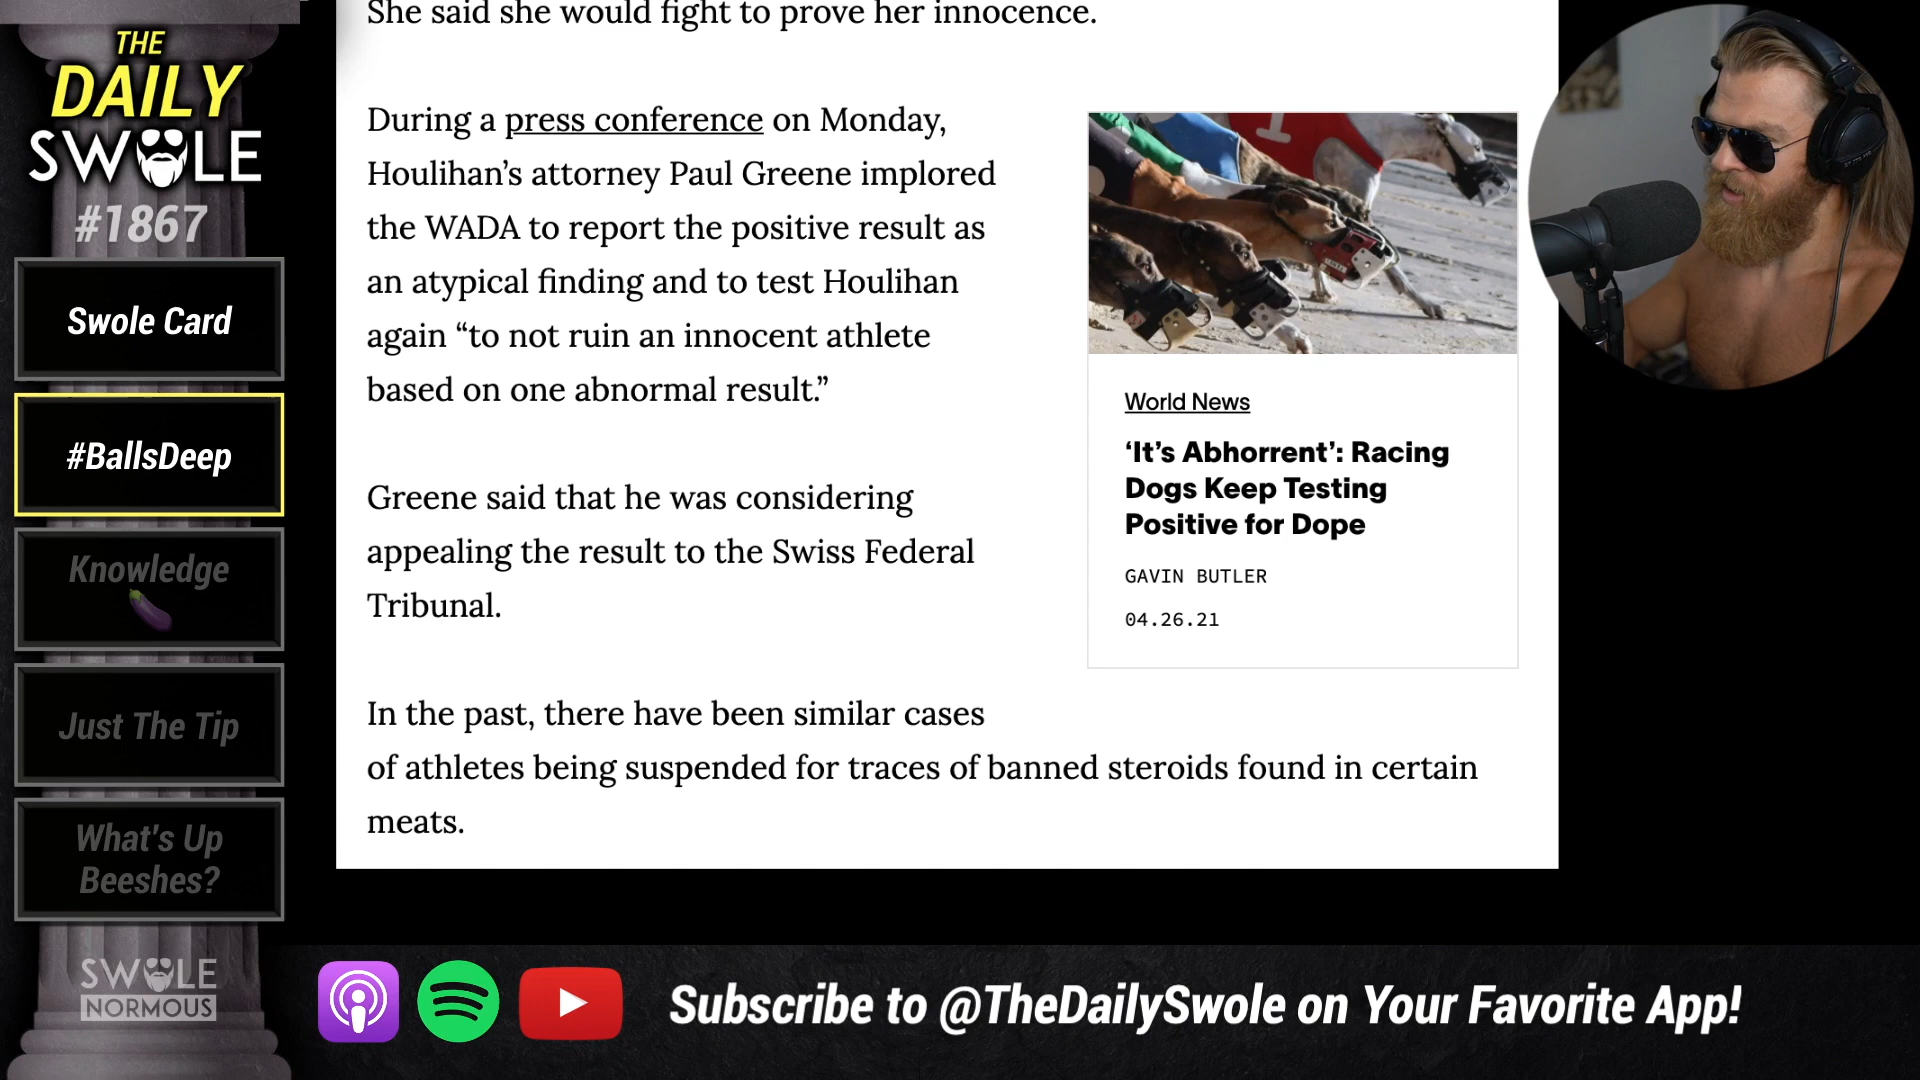 THE
DAILY
SWOLE
#1867
Swole Card
#BallsDeep
Knowledge
Just The Tip
What's Up
Beeshes?
SWOLE
NORMOUS
She said she would fight to prove her innocence.
During a press conference on Monday,
Houlihan’s attorney Paul Greene implored
the WADA to report the positive result as
an atypical finding and to test Houlihan
again “to not ruin an innocent athlete
based on one abnormal result.”
Greene said that he was considering
appealing the result to the Swiss Federal
Tribunal.
In the past, there have been similar cases
of athletes being suspended for traces of banned steroids found in certain
meats.
1
World News
‘It’s Abhorrent’: Racing
Dogs Keep Testing
Positive for Dope
GAVIN BUTLER
04.26.21
Subscribe to @TheDailySwole on Your Favorite App!